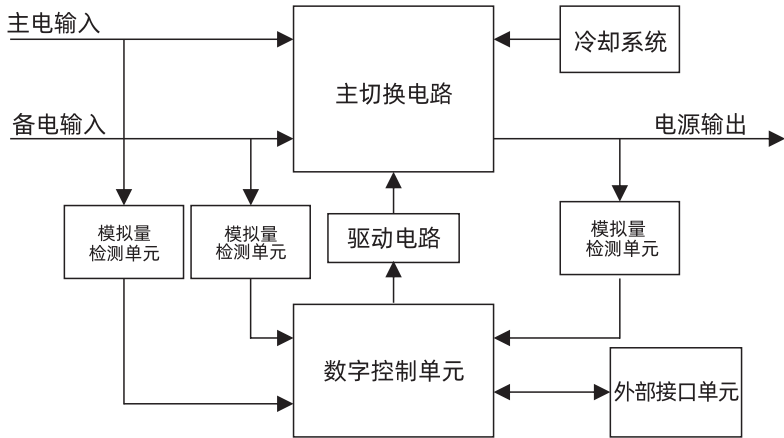 主电输入
冷却系统
主切换电路
备电输入
电源输出
模拟量
检测单元
模拟量
检测单元
驱动电路
模拟量
检测单元
数字控制单元
外部接口单元